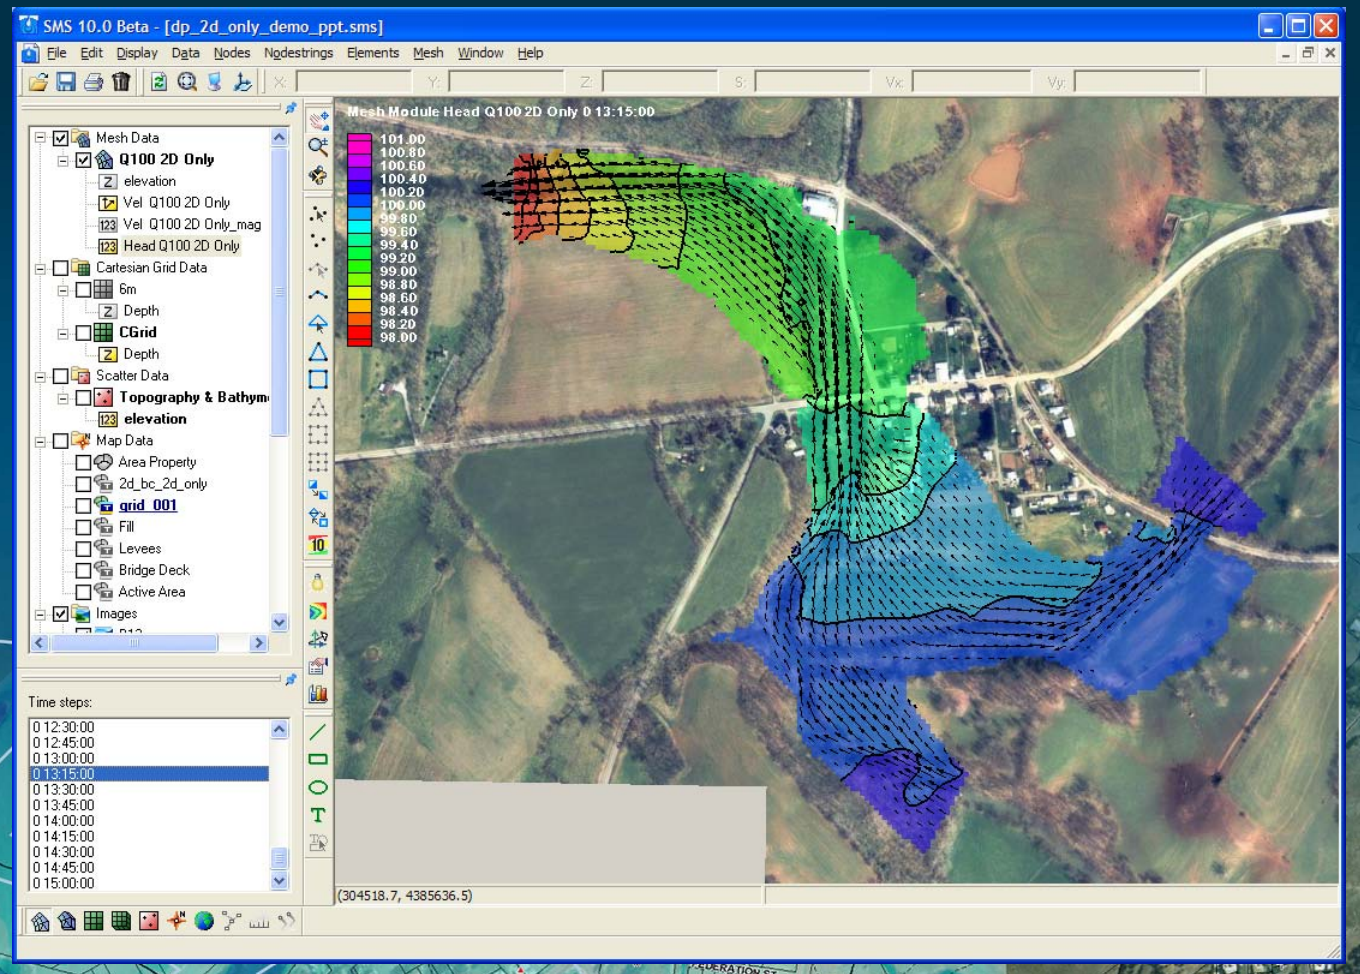 SMS 10.0 Beta - [dp_2d_only_demo_ppt.sms]
File Edit Display Data Nodes Nodestrings Elements Mesh Window Help
X: Y: Z: S: Vx: Vy:
Mesh Data
Q100 2D Only
Z elevation
Vel Q100 2D Only
123 Vel Q100 2D Only_mag
123 Head Q100 2D Only
Cartesian Grid Data
6m
Z Depth
CGrid
Z Depth
Scatter Data
Topography & Bathym
123 elevation
Map Data
Area Property
2d_bc_2d_only
grid_001
Fill
Levees
Bridge Deck
Active Area
Images
Time steps:
0 12:30:00
0 12:45:00
0 13:00:00
0 13:15:00
0 13:30:00
0 13:45:00
0 14:00:00
0 14:15:00
0 14:30:00
0 14:45:00
0 15:00:00
10
T
Mesh Module Head Q100 2D Only 0 13:15:00
101.00
100.80
100.60
100.40
100.20
100.00
99.80
99.60
99.40
99.20
99.00
98.80
98.60
98.40
98.20
98.00
(304518.7, 4385636.5)